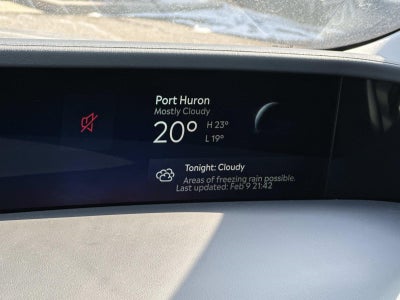 Port Huron
Mostly Cloudy
20° H 23°
L 19°
Tonight: Cloudy
Areas of freezing rain possible.
Last updated: Feb 9 21:42